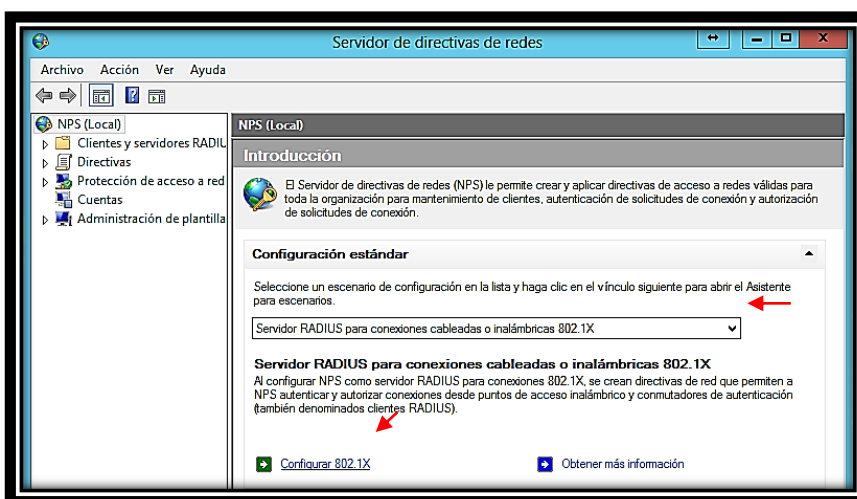 Servidor de directivas de redes
Archivo Acción Ver Ayuda
NPS (Local)
Clientes y servidores RADIU
Directivas
Protección de acceso a red
Cuentas
Administración de plantilla
NPS (Local)
Introducción
El Servidor de directivas de redes (NPS) le permite crear y aplicar directivas de acceso a redes válidas para
toda la organización para mantenimiento de clientes, autenticación de solicitudes de conexión y autorización
de solicitudes de conexión.
Configuración estándar
Seleccione un escenario de configuración en la lista y haga clic en el vínculo siguiente para abrir el Asistente
para escenarios.
Servidor RADIUS para conexiones cableadas o inalámbricas 802.1X
Servidor RADIUS para conexiones cableadas o inalámbricas 802.1X
Al configurar NPS como servidor RADIUS para conexiones 802.1X, se crean directivas de red que permiten a
NPS autenticar y autorizar conexiones desde puntos de acceso inalámbrico y conmutadores de autenticación
(también denominados clientes RADIUS).
Configurar 802.1X
Obtener más información